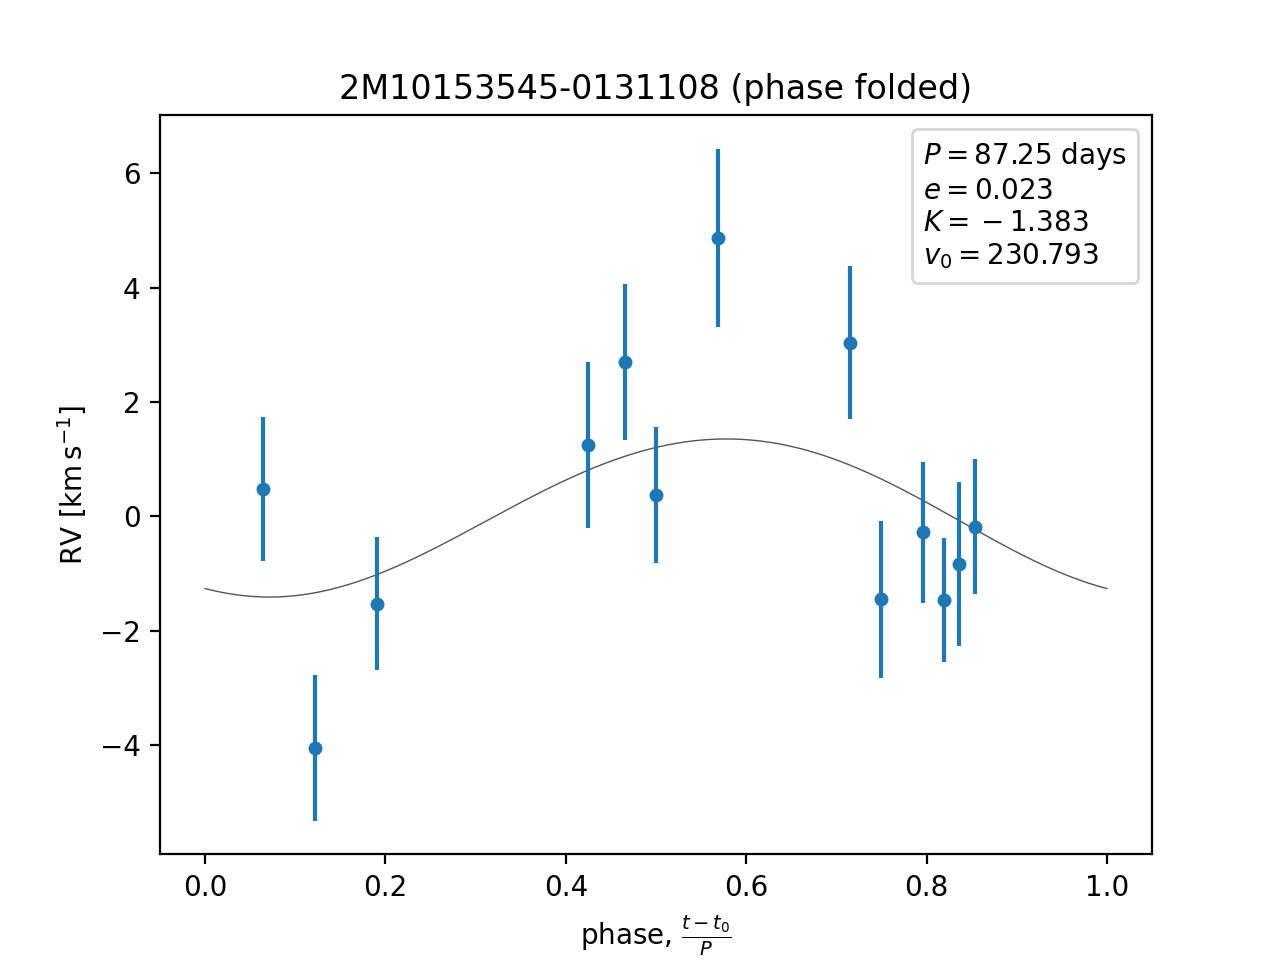 2M10153545-0131108 (phase folded)
P = 87.25 days
e = 0.023
K = −1.383
v₀ = 230.793
RV [km s⁻¹]
6
4
2
0
−2
−4
0.0 0.2 0.4 0.6 0.8 1.0
phase, (t − t₀)/P